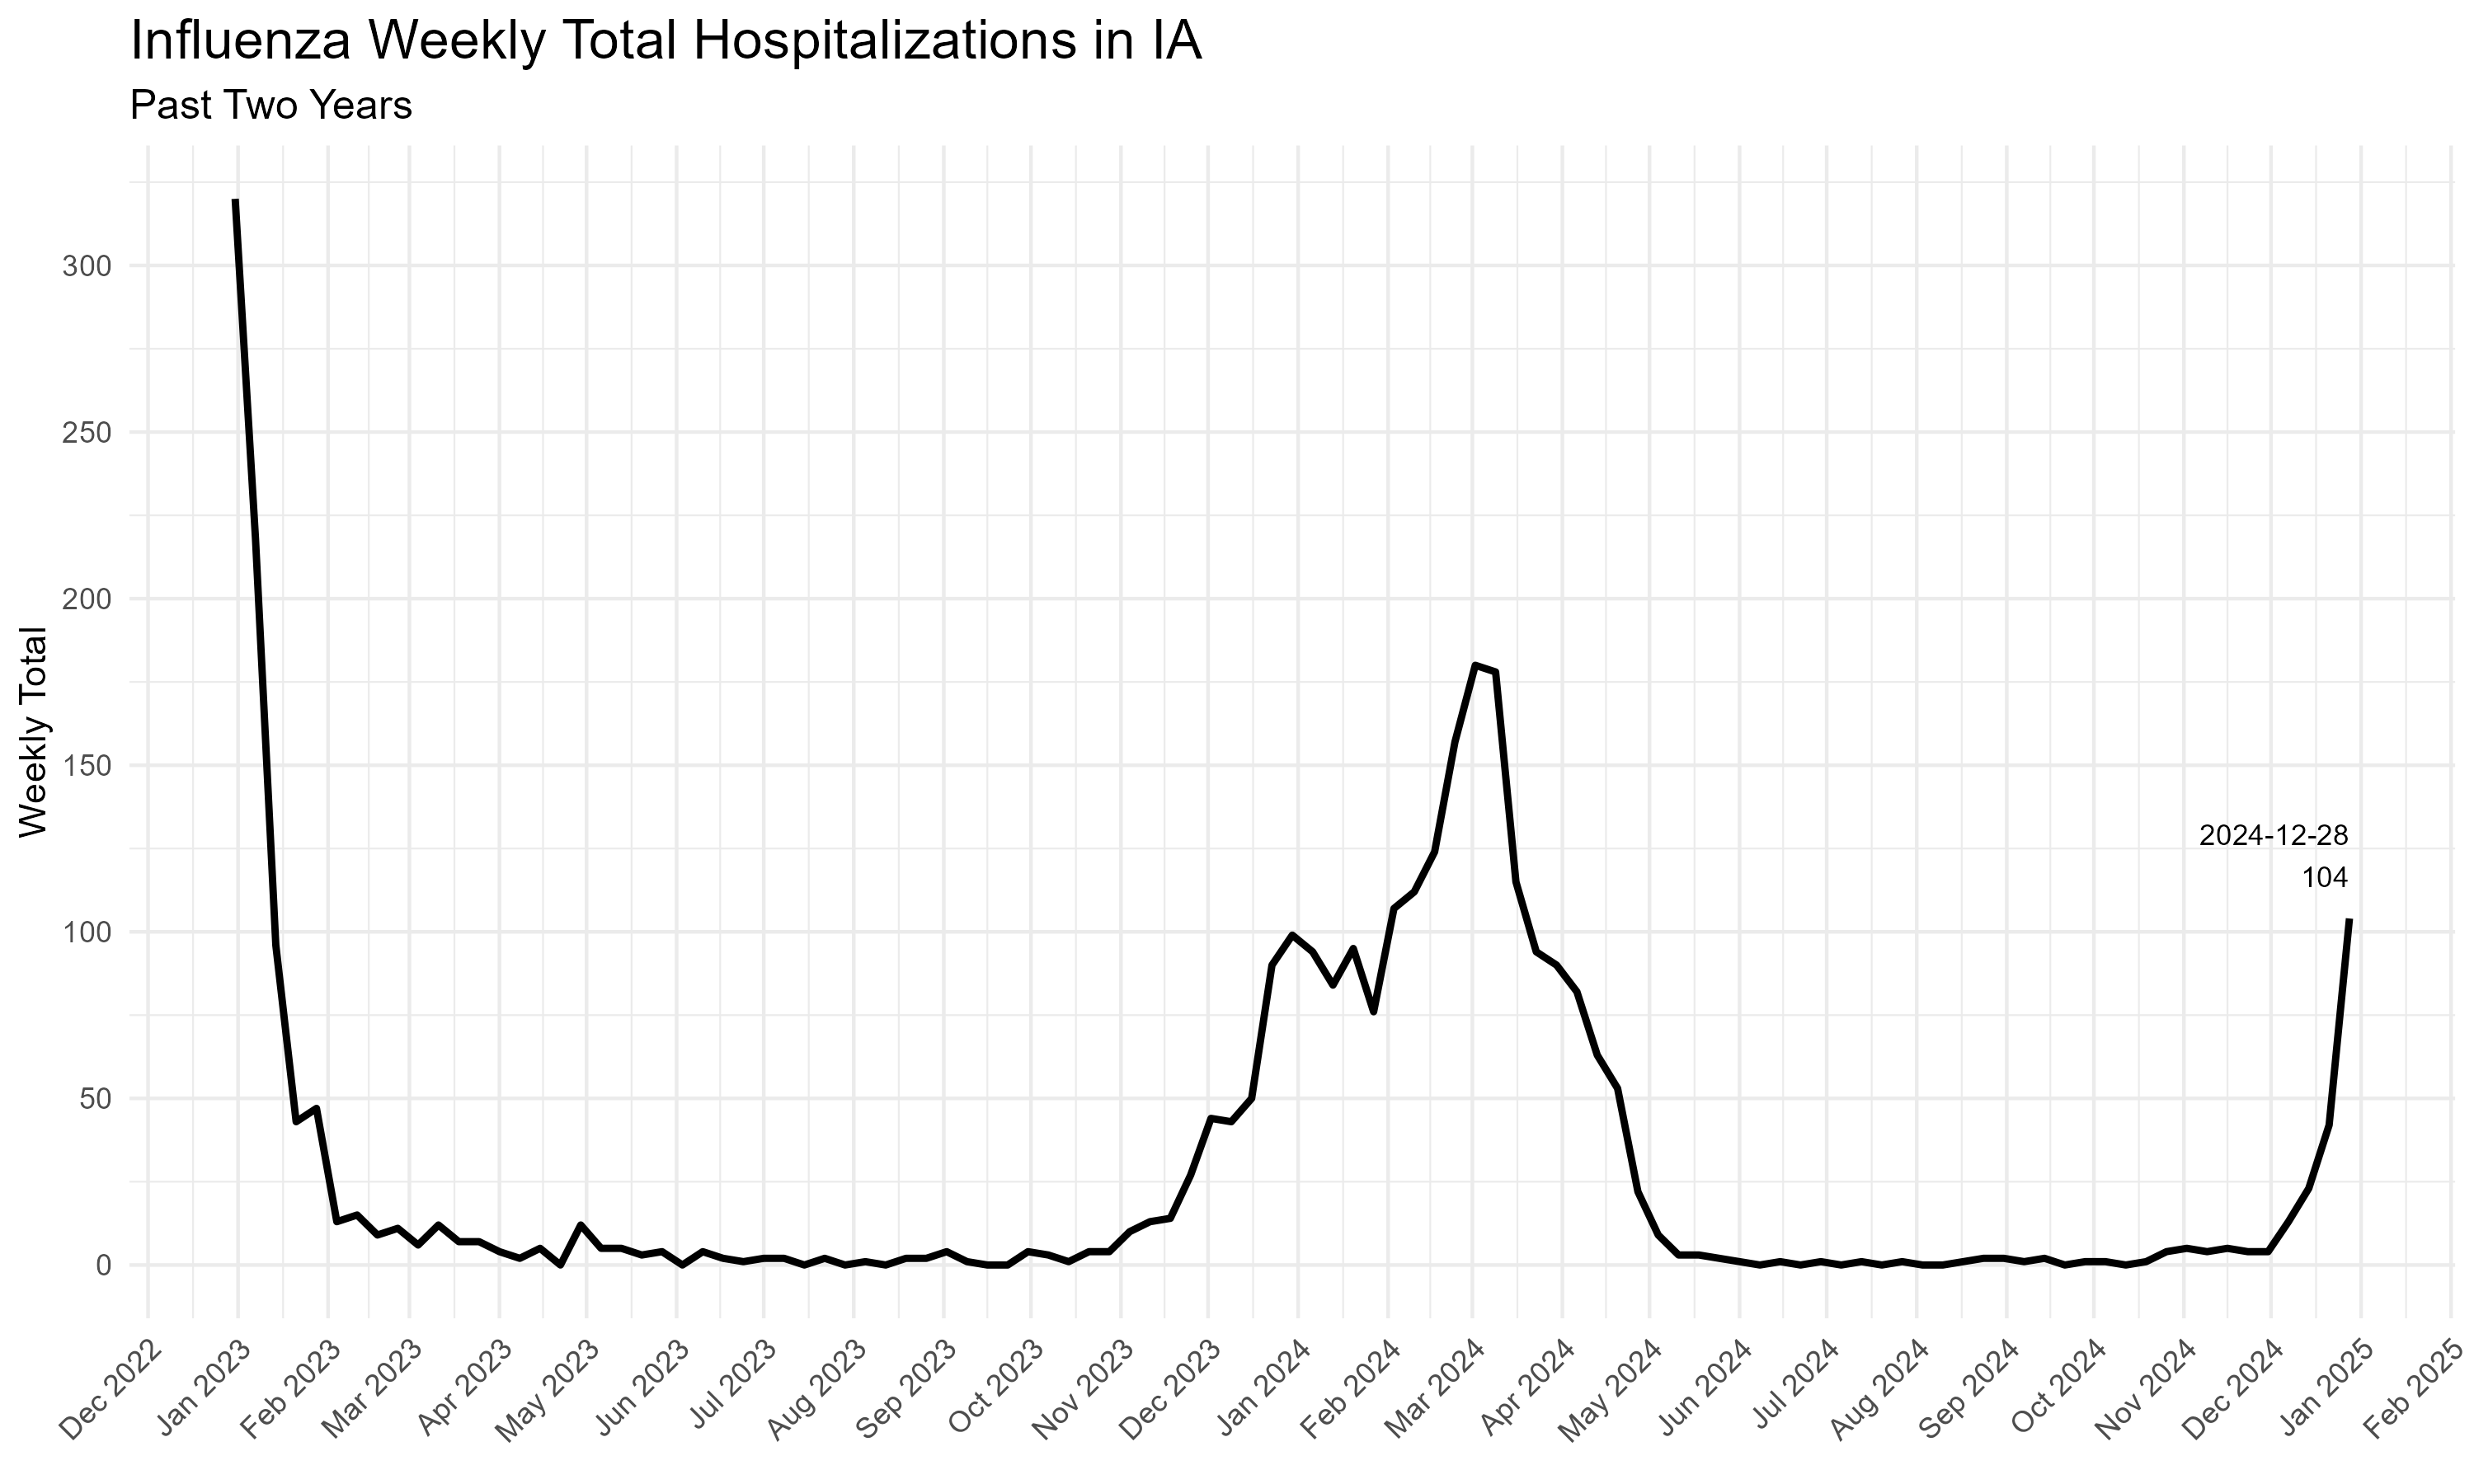 Influenza Weekly Total Hospitalizations in IA
Past Two Years
Weekly Total
300
250
200
150
100
50
0
2024-12-28
104
Dec 2022
Jan 2023
Feb 2023
Mar 2023
Apr 2023
May 2023
Jun 2023
Jul 2023
Aug 2023
Sep 2023
Oct 2023
Nov 2023
Dec 2023
Jan 2024
Feb 2024
Mar 2024
Apr 2024
May 2024
Jun 2024
Jul 2024
Aug 2024
Sep 2024
Oct 2024
Nov 2024
Dec 2024
Jan 2025
Feb 2025